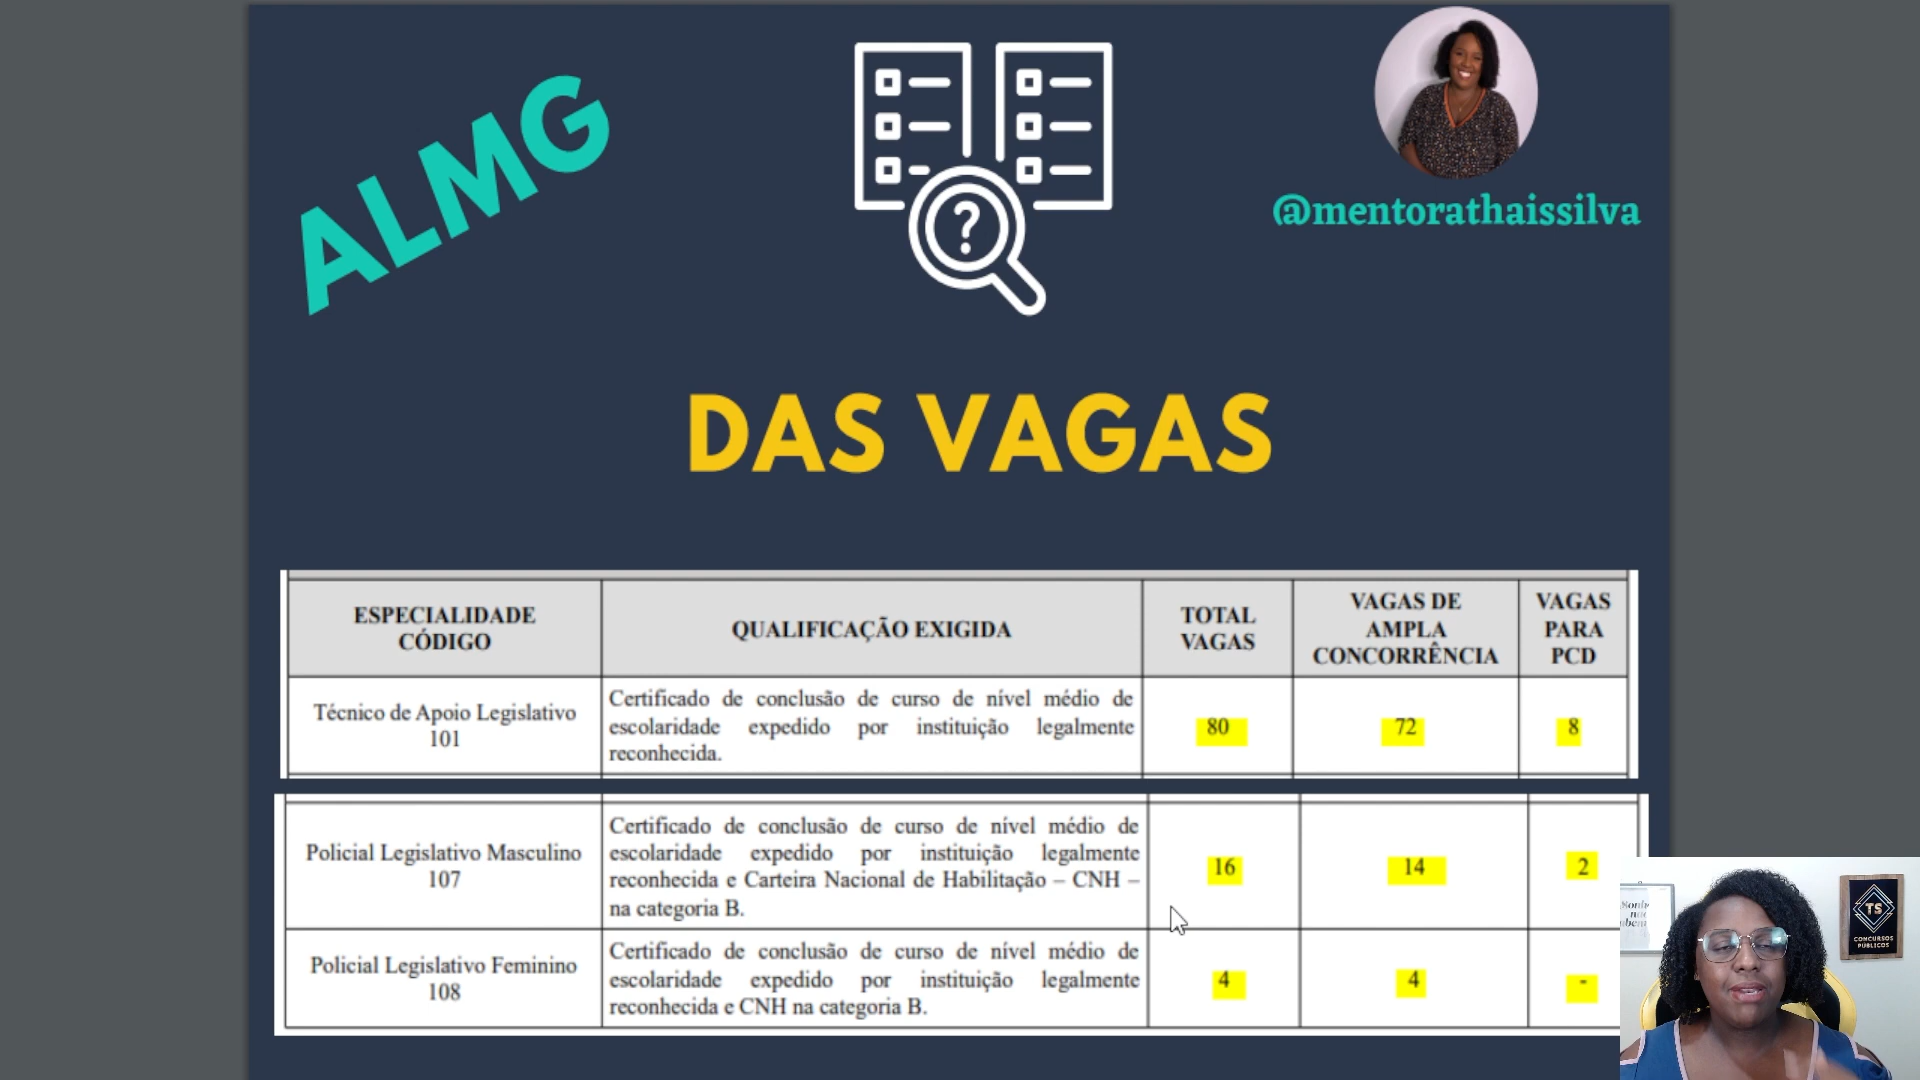 ALMG
?
@mentorathaissilva
DAS VAGAS
ESPECIALIDADE
CÓDIGO
QUALIFICAÇÃO EXIGIDA
TOTAL
VAGAS
VAGAS DE
AMPLA
CONCORRÊNCIA
VAGAS
PARA
PCD
Técnico de Apoio Legislativo
101
Certificado de conclusão de curso de nível médio de
escolaridade expedido por instituição legalmente
reconhecida.
80
72
8
Policial Legislativo Masculino
107
Certificado de conclusão de curso de nível médio de
escolaridade expedido por instituição legalmente
reconhecida e Carteira Nacional de Habilitação – CNH –
na categoria B.
16
14
2
Policial Legislativo Feminino
108
Certificado de conclusão de curso de nível médio de
escolaridade expedido por instituição legalmente
reconhecida e CNH na categoria B.
4
4
-
TS
CONCURSOS
PÚBLICOS